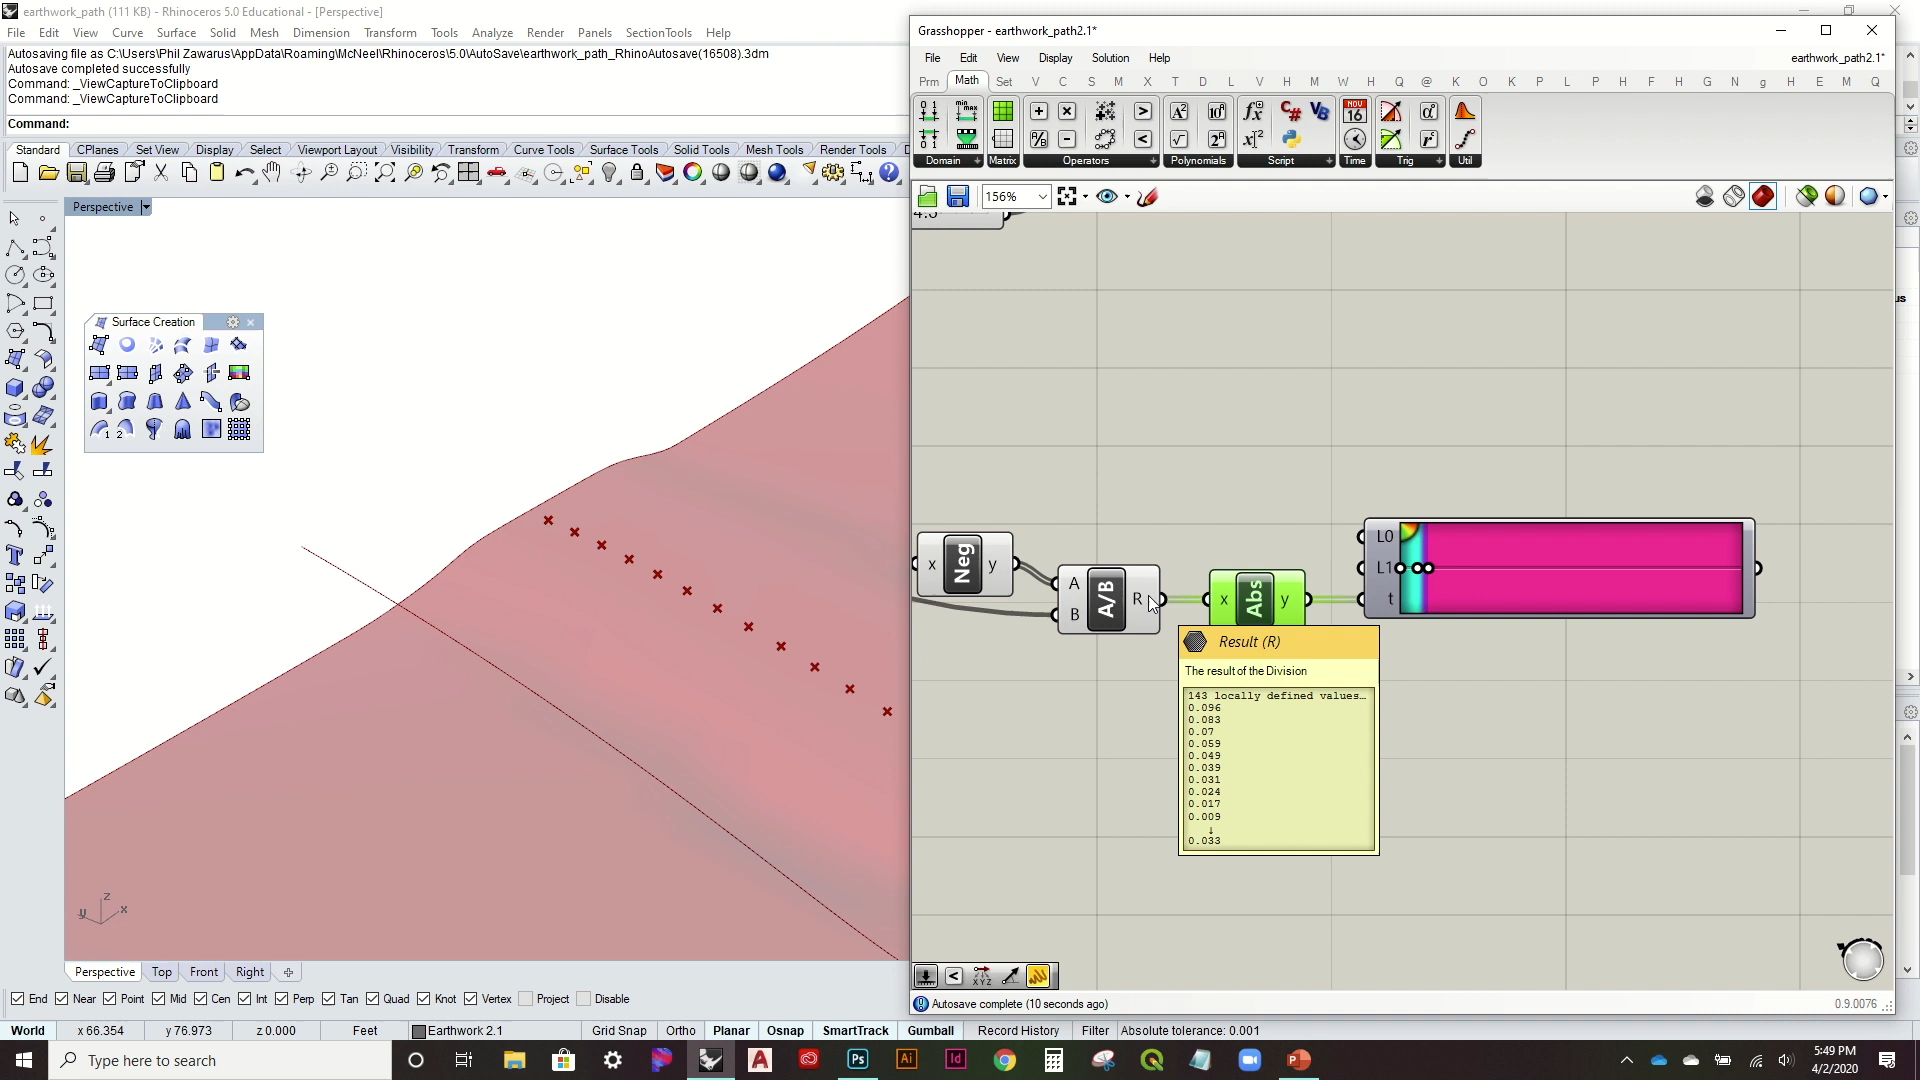 earthwork_path (111 KB) - Rhinoceros 5.0 Educational - [Perspective]
File Edit View Curve Surface Solid Mesh Dimension Transform Tools Analyze Render Panels SectionTools Help
Autosaving file as C:\Users\Phil Zawarus\AppData\Roaming\McNeel\Rhinoceros\5.0\AutoSave\earthwork_path_RhinoAutosave(16508).3dm
Autosave completed successfully
Command: _ViewCaptureToClipboard
Command: _ViewCaptureToClipboard
Command:
Standard CPlanes Set View Display Select Viewport Layout Visibility Transform Curve Tools Surface Tools Solid Tools Mesh Tools Render Tools D
Perspective
Surface Creation
1 2
z
y x
Perspective Top Front Right
End Near Point Mid Cen Int Perp Tan Quad Knot Vertex Project Disable
World x 66.354 y 76.973 z 0.000 Feet Earthwork 2.1 Grid Snap Ortho Planar Osnap SmartTrack Gumball Record History Filter Absolute tolerance: 0.001
Grasshopper - earthwork_path2.1*
File Edit View Display Solution Help
earthwork_path2.1*
Prm Math Set V C S M X T D L V H M W H Q @ K O K P L P H F H G N g H E M Q
Domain Matrix Operators Polynomials Script Time Trig Util
156%
4.5
x Neg y
A B A/B R
x Abs y
L0
L1
t
Result (R)
The result of the Division
143 locally defined values…
0.096
0.083
0.07
0.059
0.049
0.039
0.031
0.024
0.017
0.009
↓
0.033
us
XYZ
Autosave complete (10 seconds ago)
0.9.0076
Type here to search
5:49 PM
4/2/2020